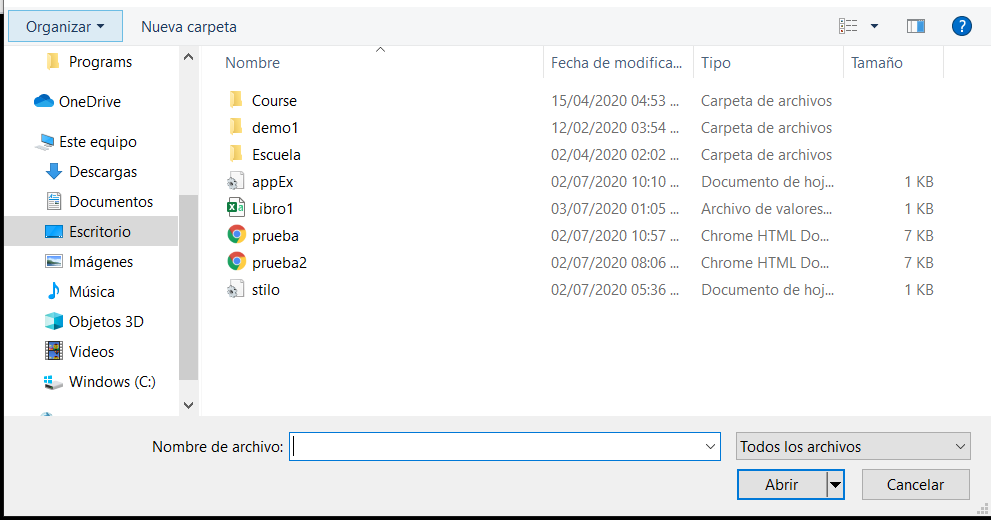 Organizar Nueva carpeta ?
Programs
OneDrive
Este equipo
Descargas
Documentos
Escritorio
Imágenes
Música
Objetos 3D
Videos
Windows (C:)
Nombre Fecha de modifica... Tipo Tamaño
Course 15/04/2020 04:53 ... Carpeta de archivos
demo1 12/02/2020 03:54 ... Carpeta de archivos
Escuela 02/04/2020 02:02 ... Carpeta de archivos
appEx 02/07/2020 10:10 ... Documento de hoj... 1 KB
Libro1 03/07/2020 01:05 ... Archivo de valores... 1 KB
prueba 02/07/2020 10:57 ... Chrome HTML Do... 7 KB
prueba2 02/07/2020 08:06 ... Chrome HTML Do... 7 KB
stilo 02/07/2020 05:36 ... Documento de hoj... 1 KB
Nombre de archivo: Todos los archivos
Abrir Cancelar